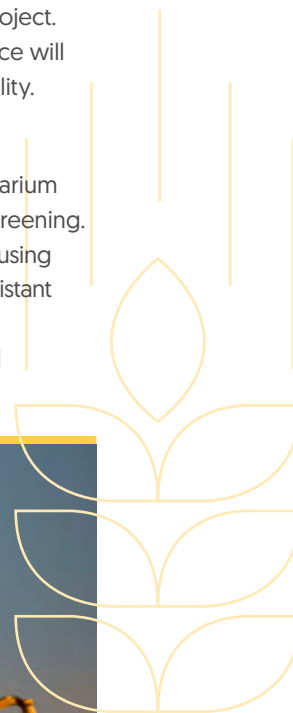 oject.
ce will
lity.
arium
reening.
using
istant